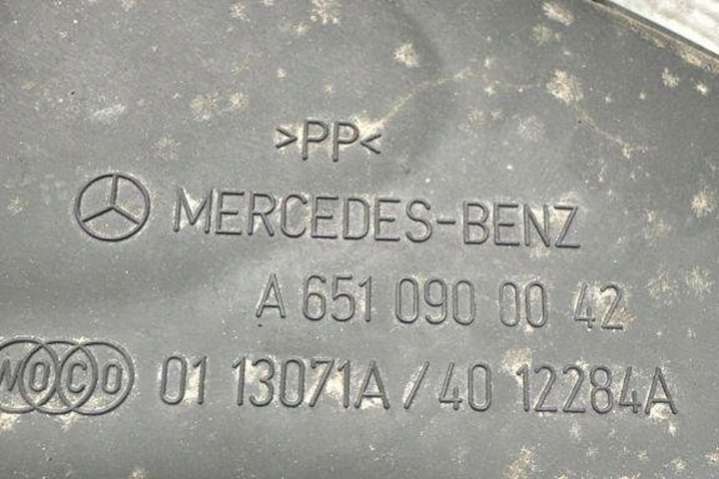 >PP<
MERCEDES-BENZ
A 651 090 00 42
WOCO 01 13071A/40 12284A